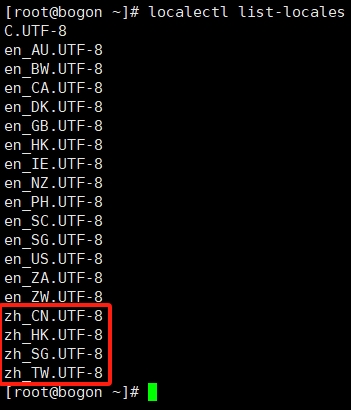 [root@bogon ~]# localectl list-locales
C.UTF-8
en_AU.UTF-8
en_BW.UTF-8
en_CA.UTF-8
en_DK.UTF-8
en_GB.UTF-8
en_HK.UTF-8
en_IE.UTF-8
en_NZ.UTF-8
en_PH.UTF-8
en_SC.UTF-8
en_SG.UTF-8
en_US.UTF-8
en_ZA.UTF-8
en_ZW.UTF-8
zh_CN.UTF-8
zh_HK.UTF-8
zh_SG.UTF-8
zh_TW.UTF-8
[root@bogon ~]#